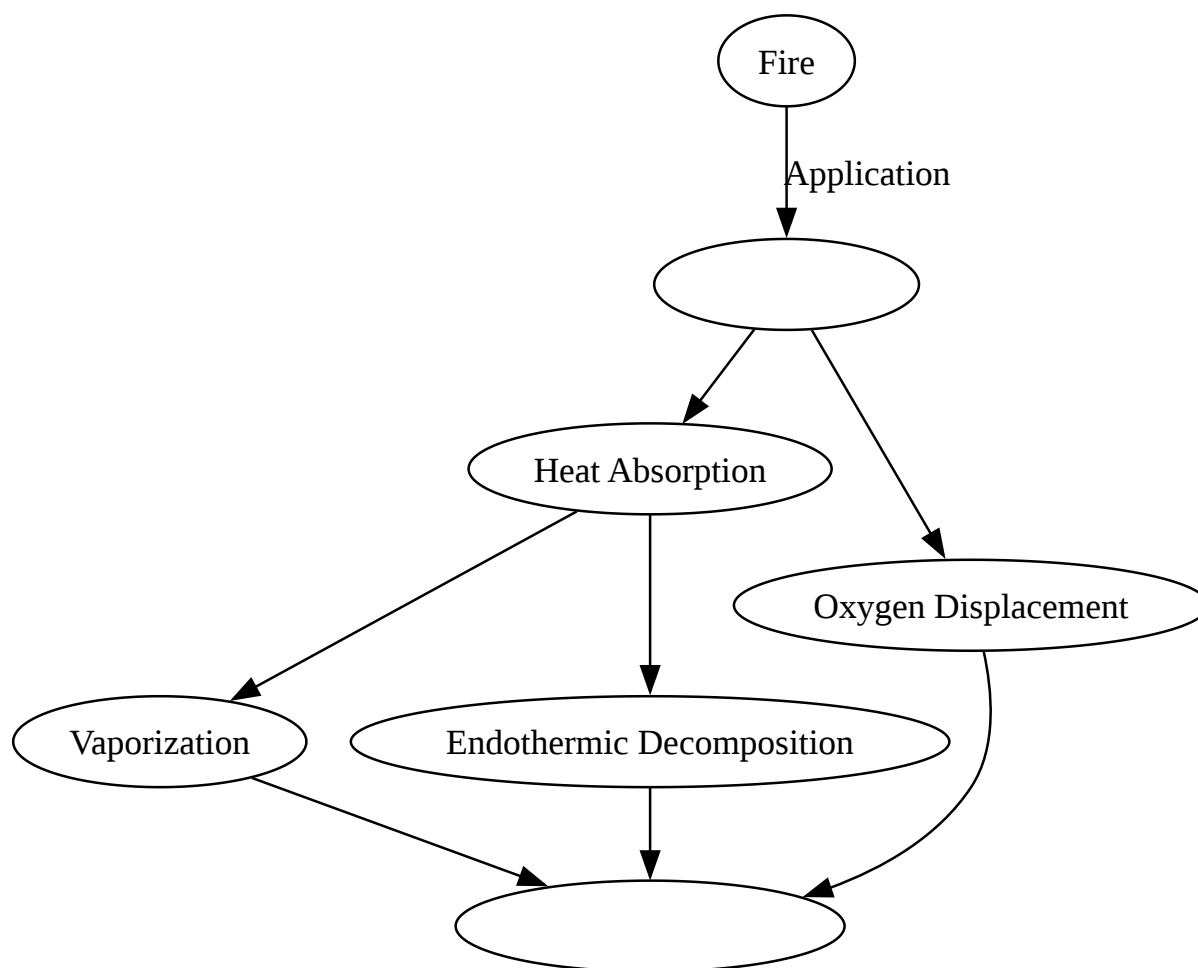 Fire
Application
Heat Absorption
Oxygen Displacement
Vaporization
Endothermic Decomposition